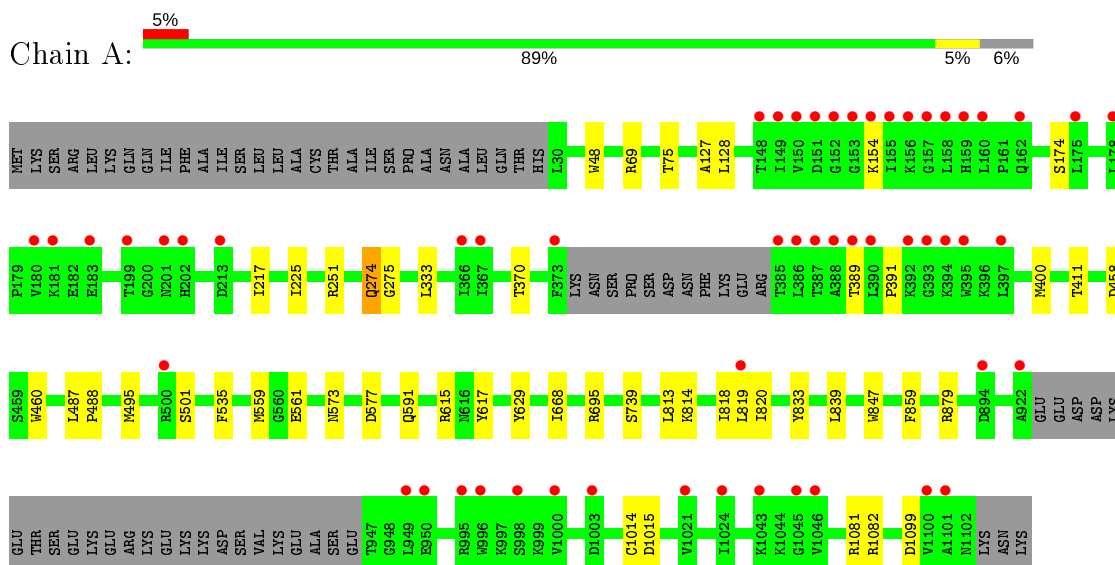 5%
Chain A:
89% 5% 6%
MET LYS SER ARG LEU LYS GLN GLN ILE PHE ALA ILE SER LEU LEU ALA CYS THR ALA ILE SER PRO ALA ASN ALA LEU GLN THR HIS L30 W48 R69 T75 A127 L128 T148 I149 V150 D151 G152 G153 K154 I155 K156 G157 L158 H159 L160 P161 Q162 S174 L175 L178
P179 V180 K181 E182 E183 T199 G200 N201 H202 D213 I217 I225 R251 Q274 G275 L333 I366 I367 T370 F373 LYS ASN SER PRO SER ASP ASN PHE LYS GLU ARG T385 L386 T387 A388 T389 L390 P391 K392 G393 K394 W395 K396 L397 M400 T411 D458
S459 W460 L487 P488 M495 R500 S501 F535 M559 G560 E561 N573 D577 Q591 R615 N616 Y617 Y629 I668 R695 S739 L813 K814 I818 L819 I820 Y833 L839 W847 F859 R879 D894 A922 GLU GLU ASP ASP LYS
GLU THR SER GLU LYS GLU ARG LYS GLU LYS LYS ASP SER VAL LYS GLU ALA SER GLU T947 G948 L949 E950 R995 W996 K997 S998 K999 V1000 D1003 C1014 D1015 V1021 I1024 K1043 K1044 G1045 V1046 R1081 R1082 D1099 V1100 A1101 N1102 LYS ASN LYS